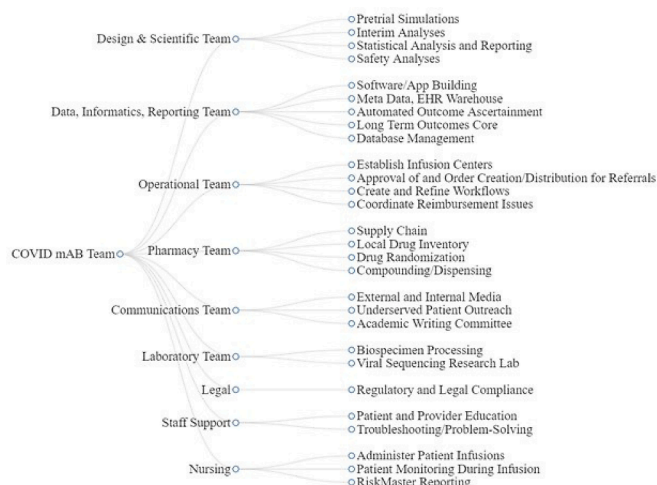 Design & Scientific Team
Pretrial Simulations
Interim Analyses
Statistical Analysis and Reporting
Safety Analyses
Data, Informatics, Reporting Team
Software/App Building
Meta Data, EHR Warehouse
Automated Outcome Ascertainment
Long Term Outcomes Core
Database Management
Operational Team
Establish Infusion Centers
Approval of and Order Creation/Distribution for Referrals
Create and Refine Workflows
Coordinate Reimbursement Issues
COVID mAB Team
Pharmacy Team
Supply Chain
Local Drug Inventory
Drug Randomization
Compounding/Dispensing
Communications Team
External and Internal Media
Underserved Patient Outreach
Academic Writing Committee
Laboratory Team
Biospecimen Processing
Viral Sequencing Research Lab
Legal
Regulatory and Legal Compliance
Staff Support
Patient and Provider Education
Troubleshooting/Problem-Solving
Nursing
Administer Patient Infusions
Patient Monitoring During Infusion
RiskMaster Reporting